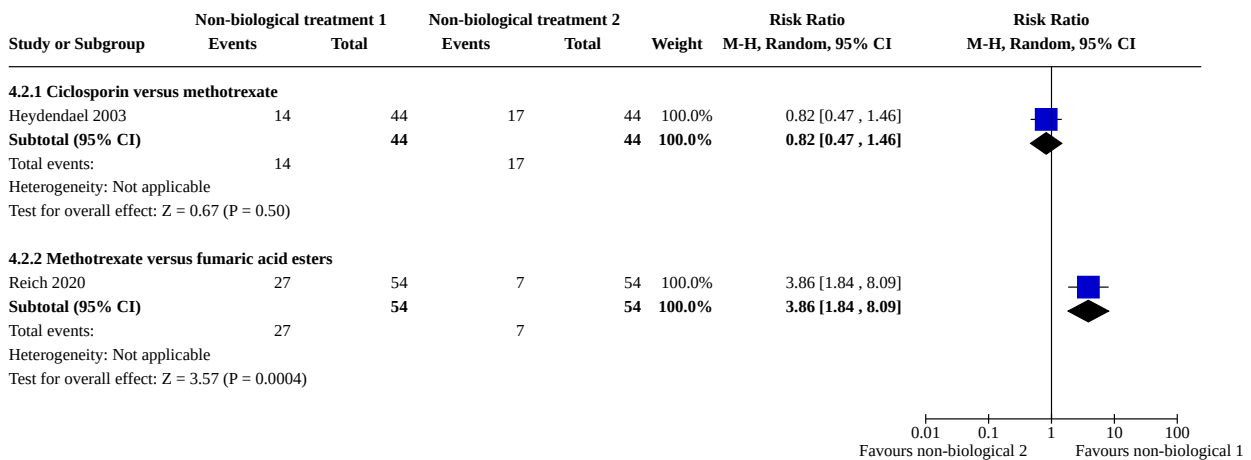 Non-biological treatment 1 Non-biological treatment 2 Risk Ratio Risk Ratio
Study or Subgroup Events Total Events Total Weight M-H, Random, 95% CI M-H, Random, 95% CI
4.2.1 Ciclosporin versus methotrexate
Heydendael 2003 14 44 17 44 100.0% 0.82 [0.47 , 1.46]
Subtotal (95% CI) 44 44 100.0% 0.82 [0.47 , 1.46]
Total events: 14 17
Heterogeneity: Not applicable
Test for overall effect: Z = 0.67 (P = 0.50)
4.2.2 Methotrexate versus fumaric acid esters
Reich 2020 27 54 7 54 100.0% 3.86 [1.84 , 8.09]
Subtotal (95% CI) 54 54 100.0% 3.86 [1.84 , 8.09]
Total events: 27 7
Heterogeneity: Not applicable
Test for overall effect: Z = 3.57 (P = 0.0004)
0.01 0.1 1 10 100
Favours non-biological 2 Favours non-biological 1